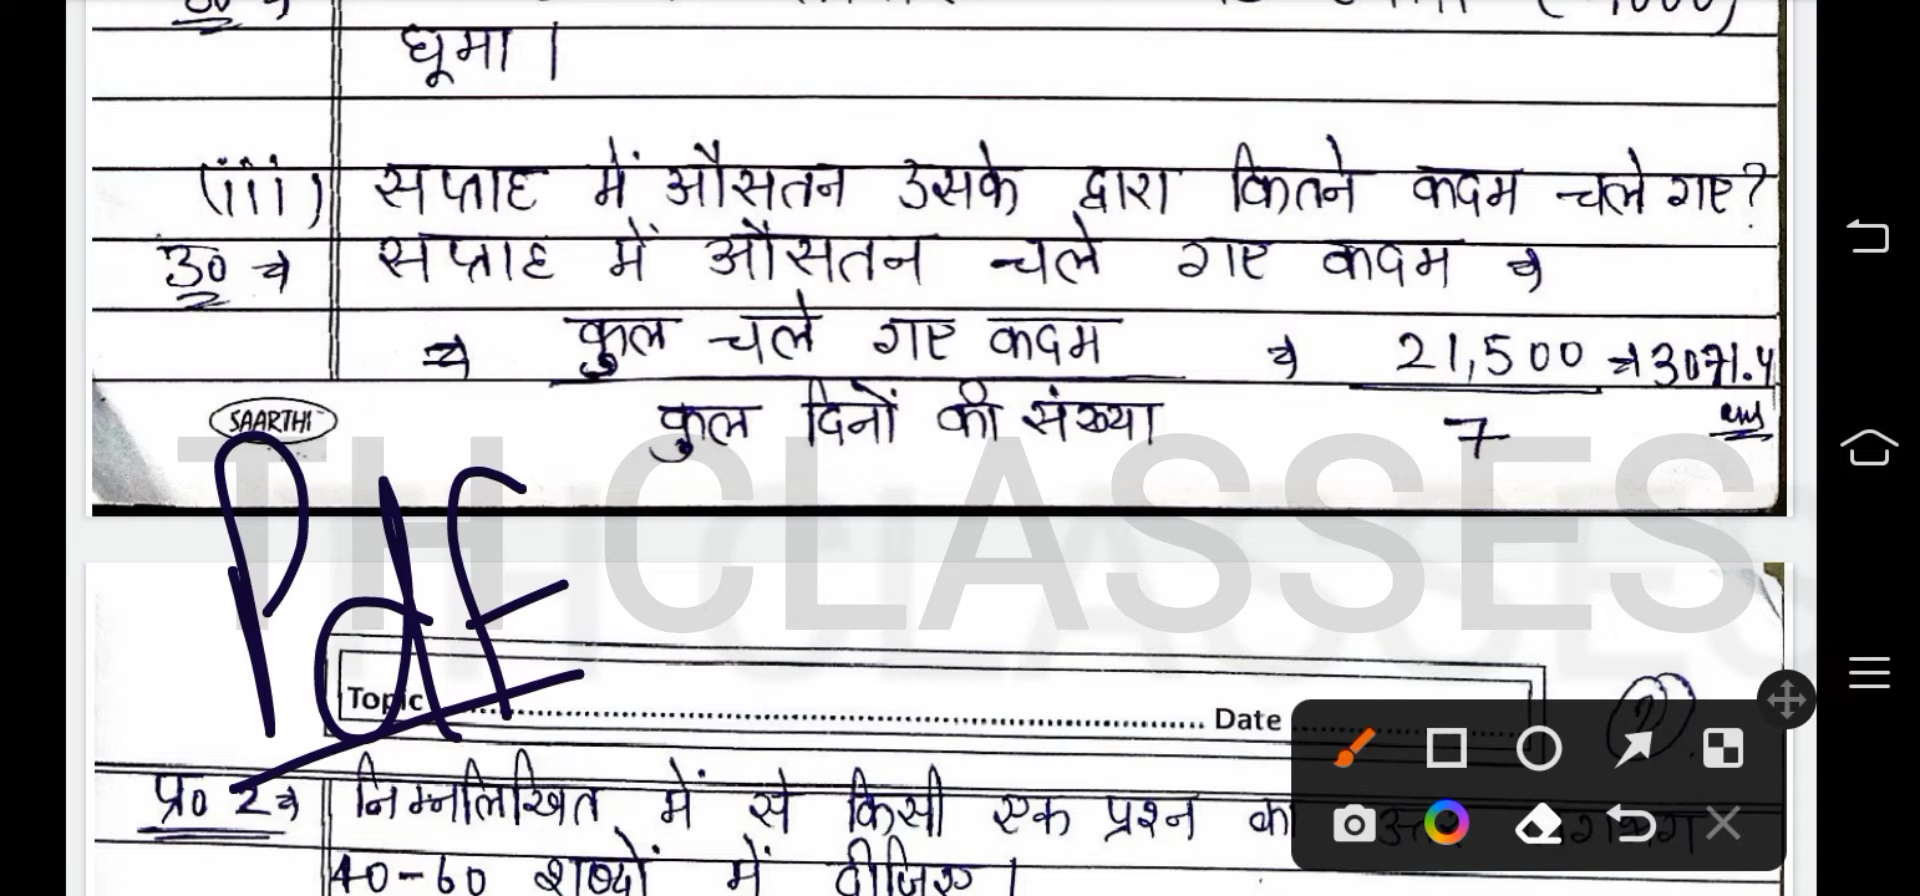 घूमा ।
(iii) सप्ताह में औसतन उसके द्वारा कितने कदम चले गए?
उ० → सप्ताह में औसतन चले गए कदम →
→ कुल चले गए कदम → 21,500 → 3071.4
कुल दिनों की संख्या 7 ans
SAARTHI
TH CLASSES
Pdf
Topic Date
प्र० 2 → निम्नलिखित में से किसी एक प्रश्न का
40-60 शब्दों में दीजिए ।